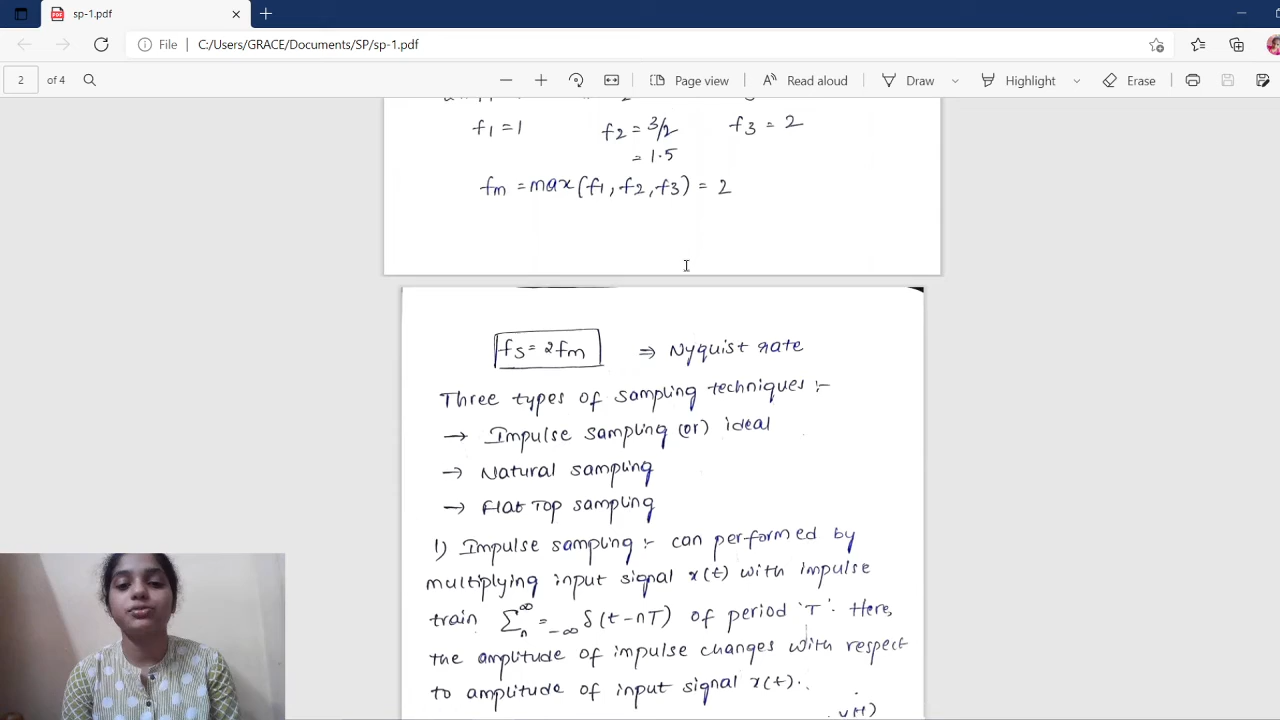 sp-1.pdf
File C:/Users/GRACE/Documents/SP/sp-1.pdf
2 of 4 Page view Read aloud Draw Highlight Erase
f1 = 1 f2 = 3/2 f3 = 2
= 1.5
fm = max(f1, f2, f3) = 2
fs = 2fm ⇒ Nyquist rate
Three types of sampling techniques :-
→ Impulse sampling (or) ideal
→ Natural sampling
→ Flat Top sampling
1) Impulse sampling :- can performed by
multiplying input signal x(t) with impulse
train Σ∞n=-∞ δ(t-nT) of period 'T'. Here,
the amplitude of impulse changes with respect
to amplitude of input signal x(t).
y(t)